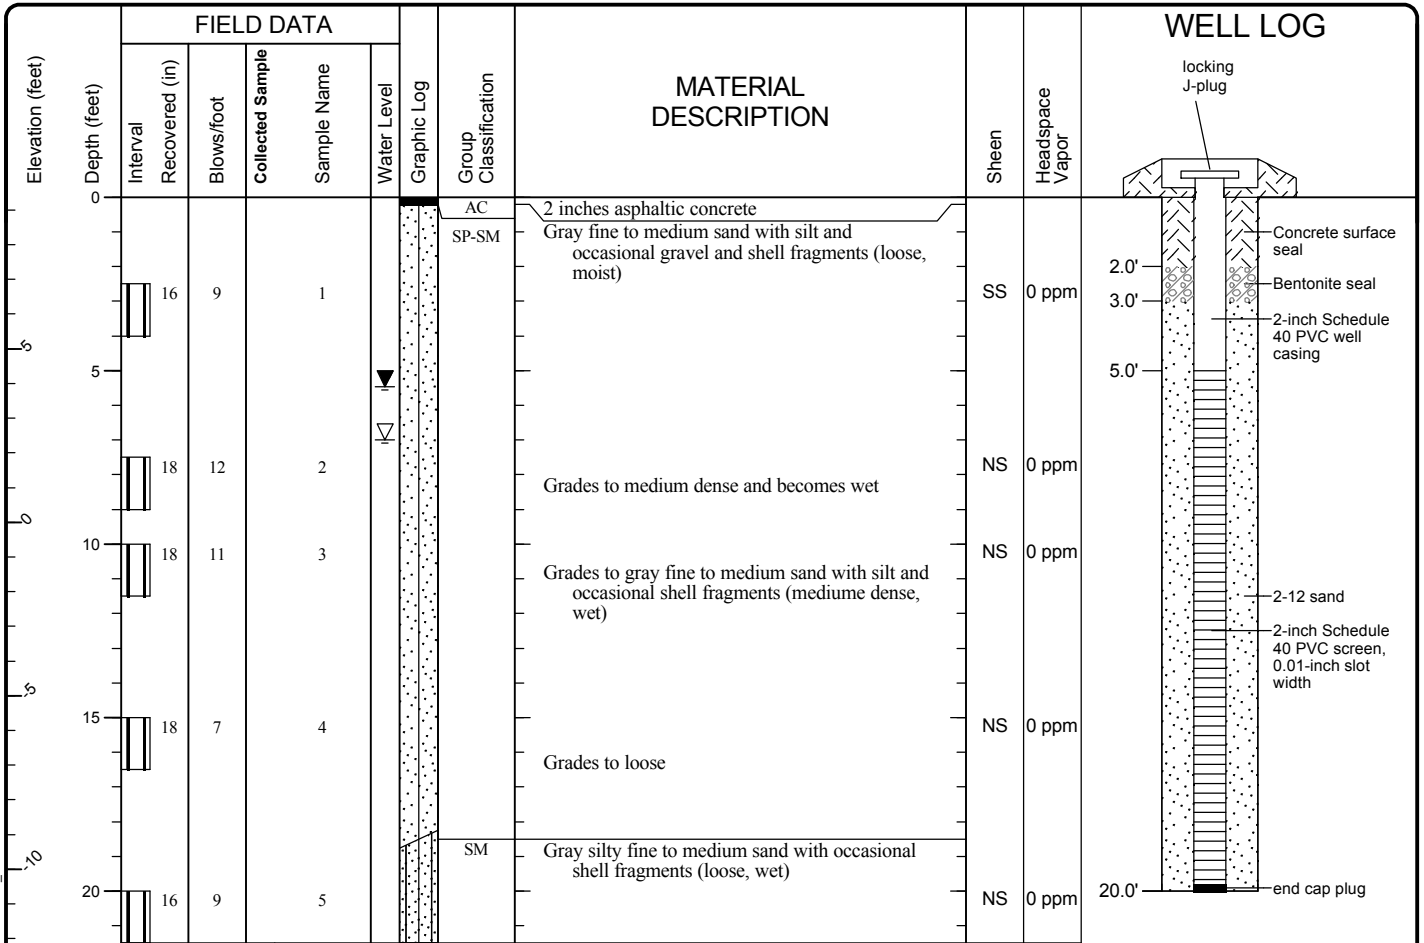 FIELD DATA
WELL LOG
Elevation (feet)
Depth (feet)
Interval
Recovered (in)
Blows/foot
Collected Sample
Sample Name
Water Level
Graphic Log
Group
Classification
MATERIAL
DESCRIPTION
Sheen
Headspace
Vapor
locking
J-plug
0
AC
2 inches asphaltic concrete
SP-SM
Gray fine to medium sand with silt and
occasional gravel and shell fragments (loose,
moist)
Concrete surface
seal
2.0'
Bentonite seal
16 9 1
SS 0 ppm
3.0'
2-inch Schedule
40 PVC well
casing
5
5
5.0'
18 12 2
NS 0 ppm
Grades to medium dense and becomes wet
0
10
18 11 3
NS 0 ppm
Grades to gray fine to medium sand with silt and
occasional shell fragments (mediume dense,
wet)
2-12 sand
2-inch Schedule
40 PVC screen,
0.01-inch slot
width
-5
15
18 7 4
NS 0 ppm
Grades to loose
SM
Gray silty fine to medium sand with occasional
shell fragments (loose, wet)
-10
20
16 9 5
NS 0 ppm
20.0'
end cap plug